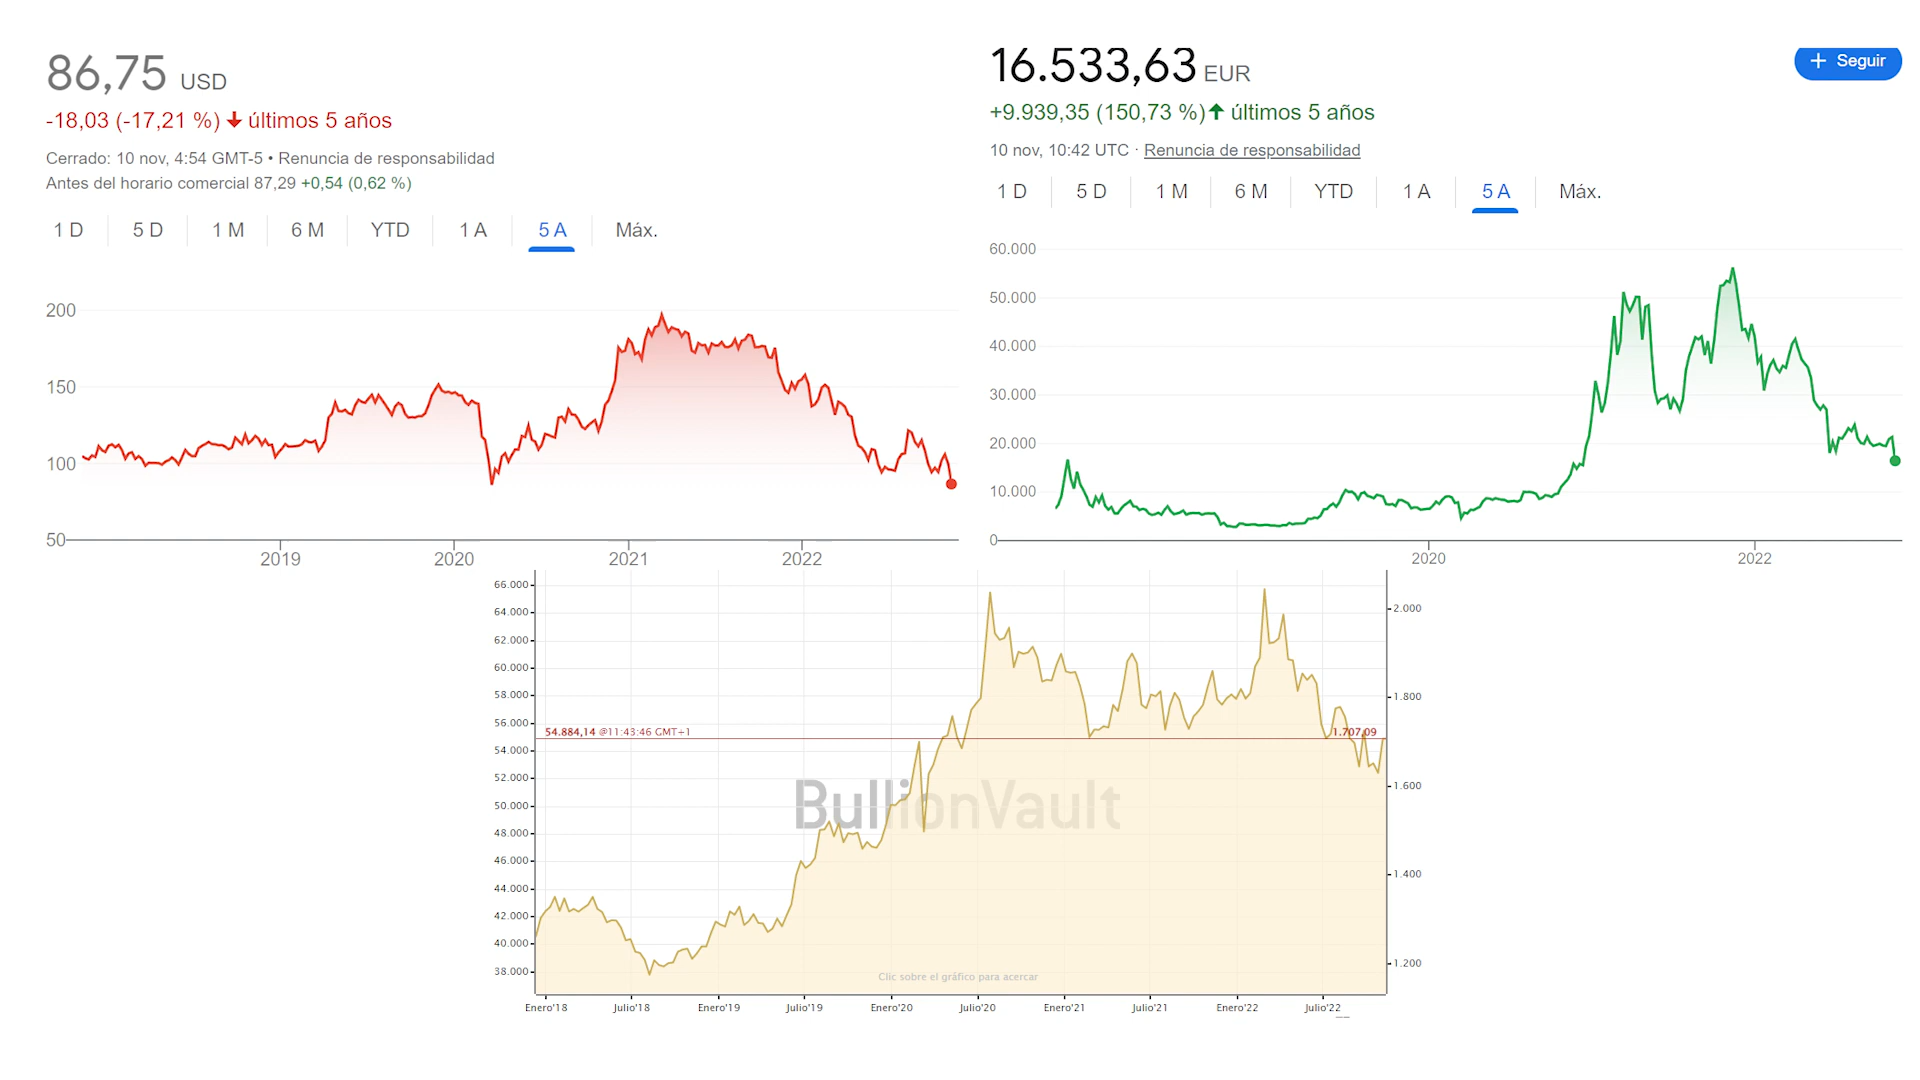 86,75 USD
-18,03 (-17,21 %) ↓ últimos 5 años
Cerrado: 10 nov, 4:54 GMT-5 • Renuncia de responsabilidad
Antes del horario comercial 87,29 +0,54 (0,62 %)
1 D 5 D 1 M 6 M YTD 1 A 5 A Máx.
200
150
100
50
2019 2020 2021 2022
16.533,63 EUR
+ Seguir
+9.939,35 (150,73 %)↑ últimos 5 años
10 nov, 10:42 UTC · Renuncia de responsabilidad
1 D 5 D 1 M 6 M YTD 1 A 5 A Máx.
60.000
50.000
40.000
30.000
20.000
10.000
0
2020 2022
66.000
64.000
62.000
60.000
58.000
56.000
54.000
52.000
50.000
48.000
46.000
44.000
42.000
40.000
38.000
54.884,14 @11:43:46 GMT+1
1.707,09
BullionVault
Clic sobre el gráfico para acercar
2.000
1.800
1.600
1.400
1.200
Enero'18 Julio'18 Enero'19 Julio'19 Enero'20 Julio'20 Enero'21 Julio'21 Enero'22 Julio'22